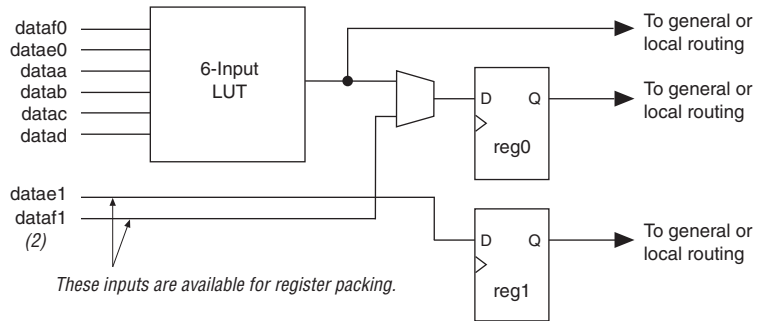 dataf0
datae0
dataa
datab
datac
datad
6-Input
LUT
To general or
local routing
D Q
reg0
To general or
local routing
datae1
dataf1
(2)
D Q
reg1
To general or
local routing
These inputs are available for register packing.